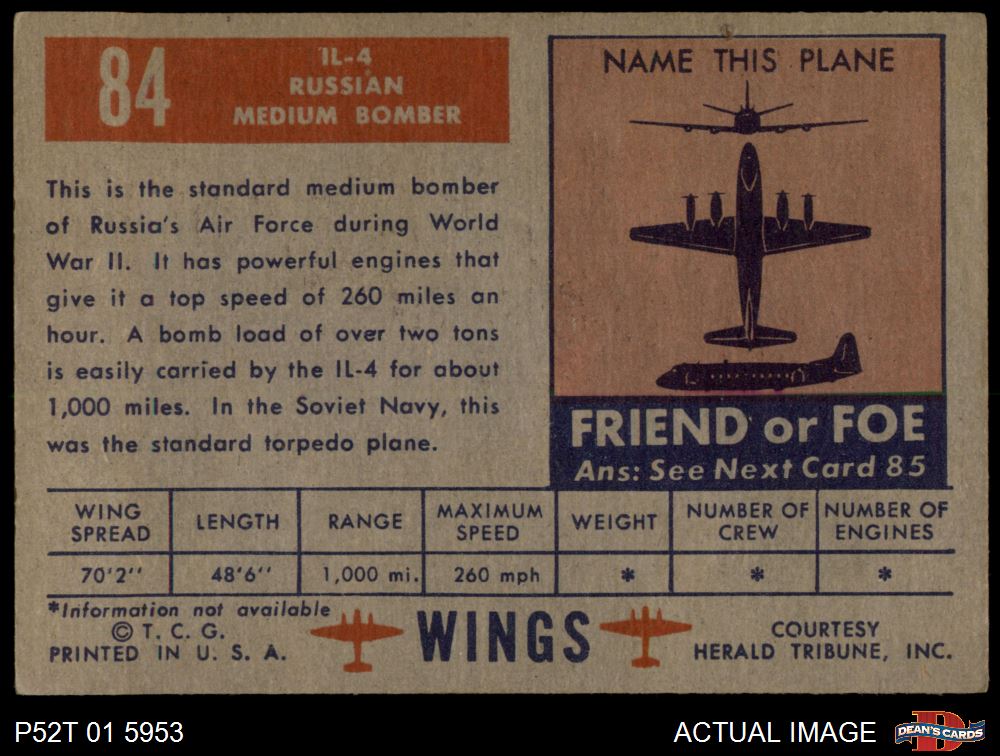 84
IL-4
RUSSIAN
MEDIUM BOMBER
This is the standard medium bomber
of Russia's Air Force during World
War II. It has powerful engines that
give it a top speed of 260 miles an
hour. A bomb load of over two tons
is easily carried by the IL-4 for about
1,000 miles. In the Soviet Navy, this
was the standard torpedo plane.
NAME THIS PLANE
FRIEND or FOE
Ans: See Next Card 85
WING SPREAD LENGTH RANGE MAXIMUM SPEED WEIGHT NUMBER OF CREW NUMBER OF ENGINES
70'2'' 48'6'' 1,000 mi. 260 mph * * *
*Information not available
© T. C. G.
PRINTED IN U. S. A.
WINGS
COURTESY
HERALD TRIBUNE, INC.
P52T 01 5953
ACTUAL IMAGE
D
DEAN'S CARDS